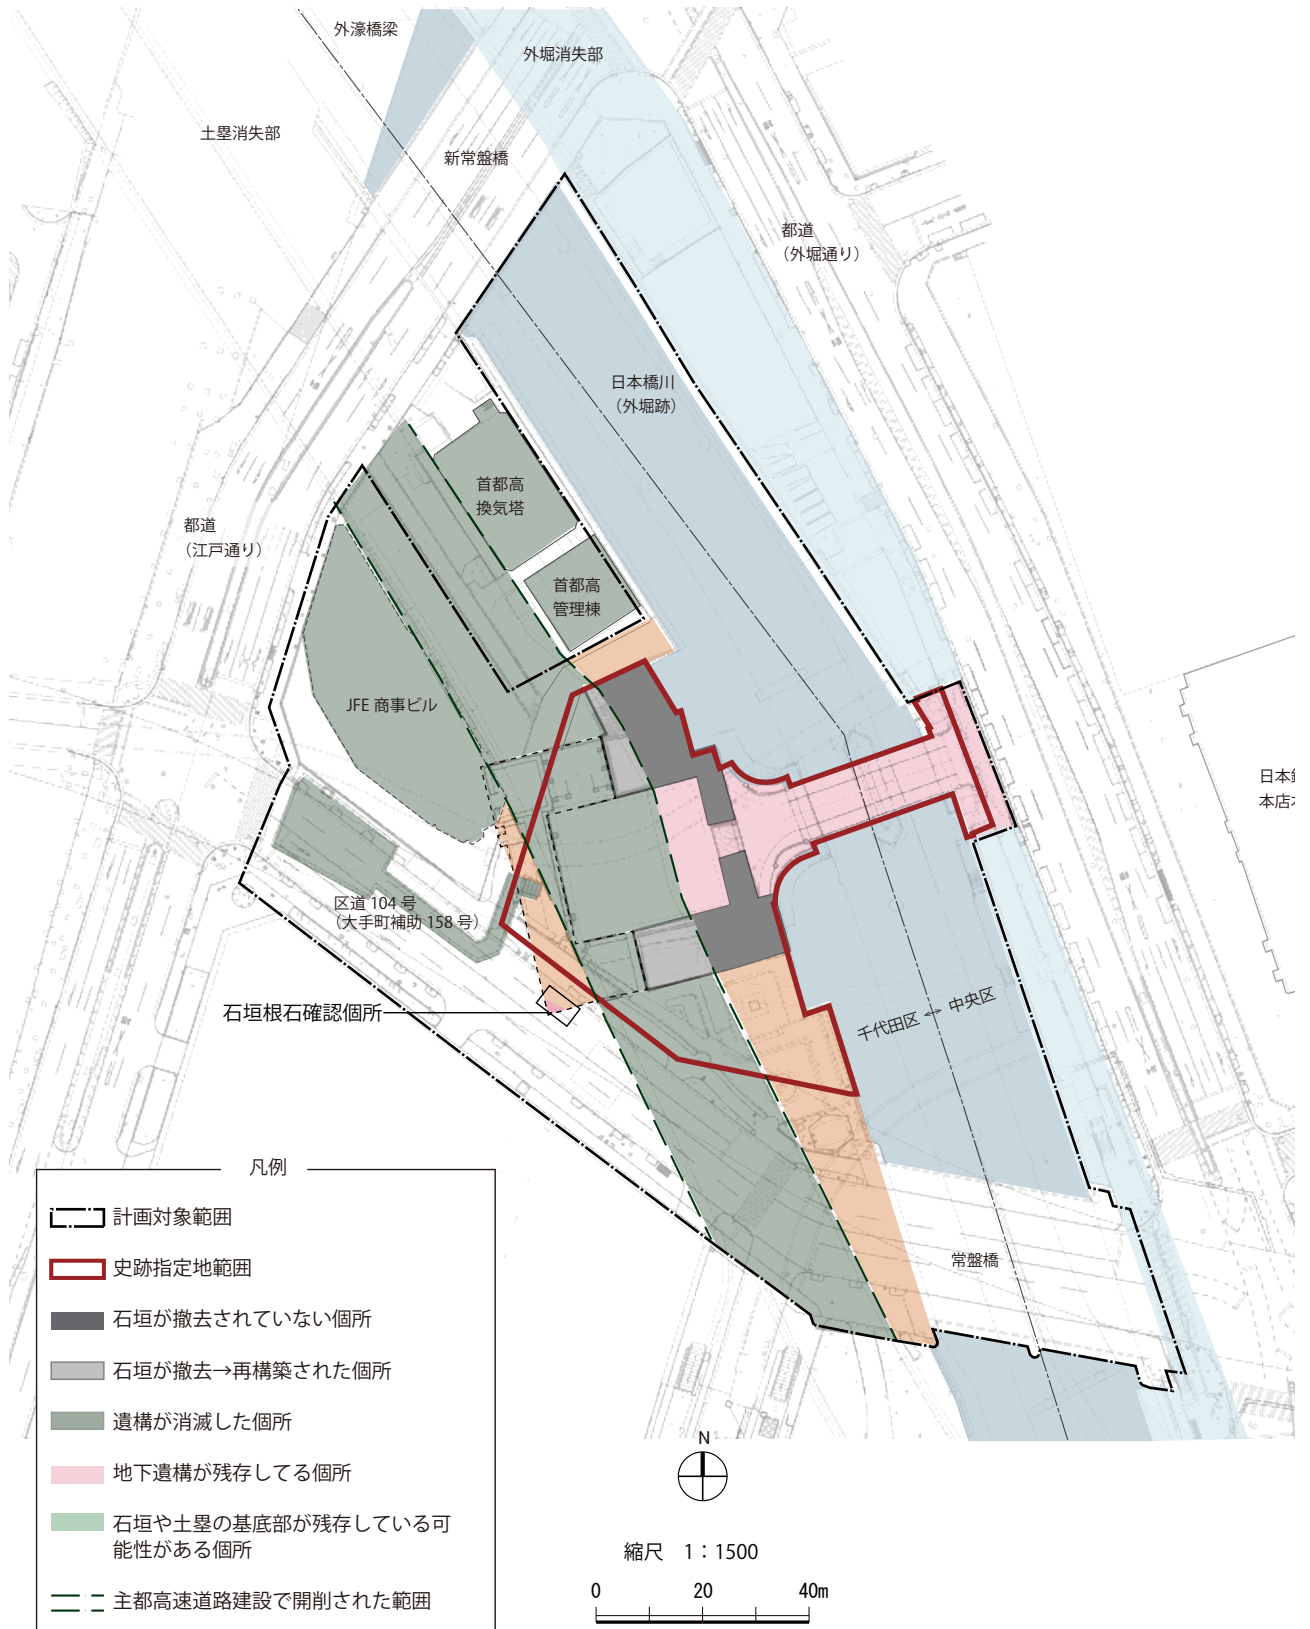 外濠橋梁
外堀消失部
土塁消失部
新常盤橋
都道
（外堀通り）
日本橋川
（外堀跡）
首都高
換気塔
都道
（江戸通り）
首都高
管理棟
JFE 商事ビル
日本
本店
区道 104 号
（大手町補助 158 号）
石垣根石確認個所
千代田区 ↔ 中央区
常盤橋
凡例
計画対象範囲
史跡指定地範囲
石垣が撤去されていない個所
石垣が撤去→再構築された個所
遺構が消滅した個所
地下遺構が残存してる個所
石垣や土塁の基底部が残存している可
能性がある個所
主都高速道路建設で開削された範囲
N
縮尺　1：1500
0 20 40m